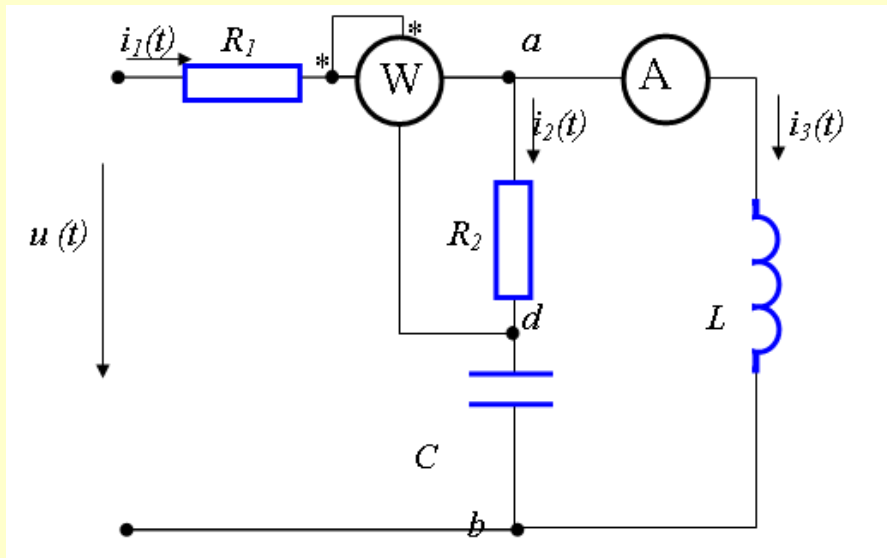 i₁(t) R₁ * * W a A
i₂(t) i₃(t)
u (t) R₂
d L
C
b